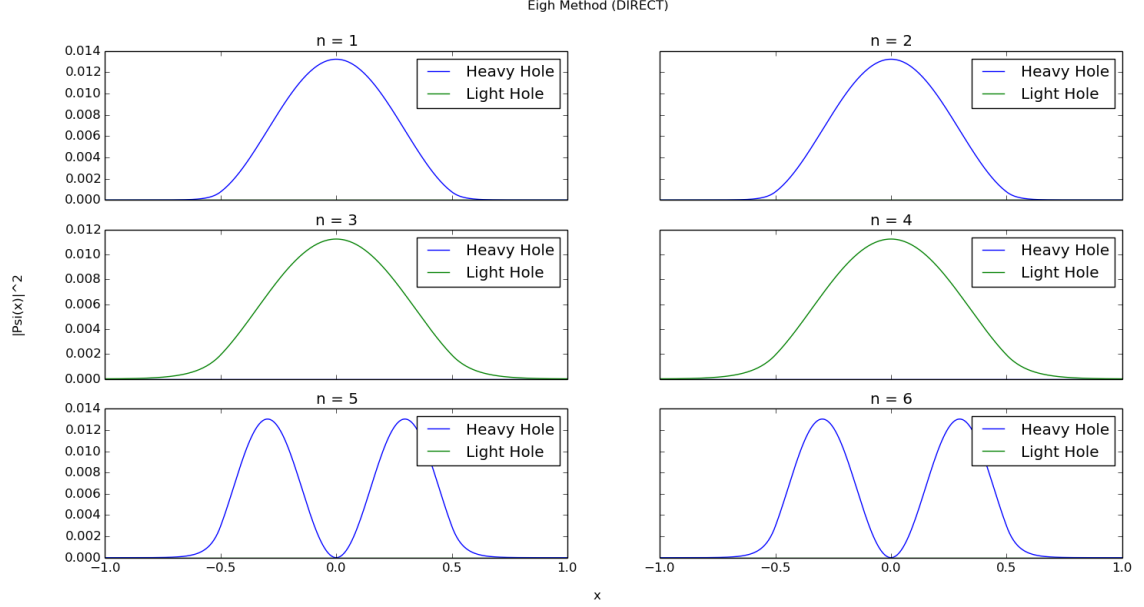 Eigh Method (DIRECT)
n = 1
0.014
0.012
0.010
0.008
0.006
0.004
0.002
0.000
Heavy Hole
Light Hole
n = 2
Heavy Hole
Light Hole
n = 3
0.012
0.010
0.008
0.006
0.004
0.002
0.000
Heavy Hole
Light Hole
n = 4
Heavy Hole
Light Hole
|Psi(x)|^2
n = 5
0.014
0.012
0.010
0.008
0.006
0.004
0.002
0.000
Heavy Hole
Light Hole
−1.0 −0.5 0.0 0.5 1.0
n = 6
Heavy Hole
Light Hole
−1.0 −0.5 0.0 0.5 1.0
x